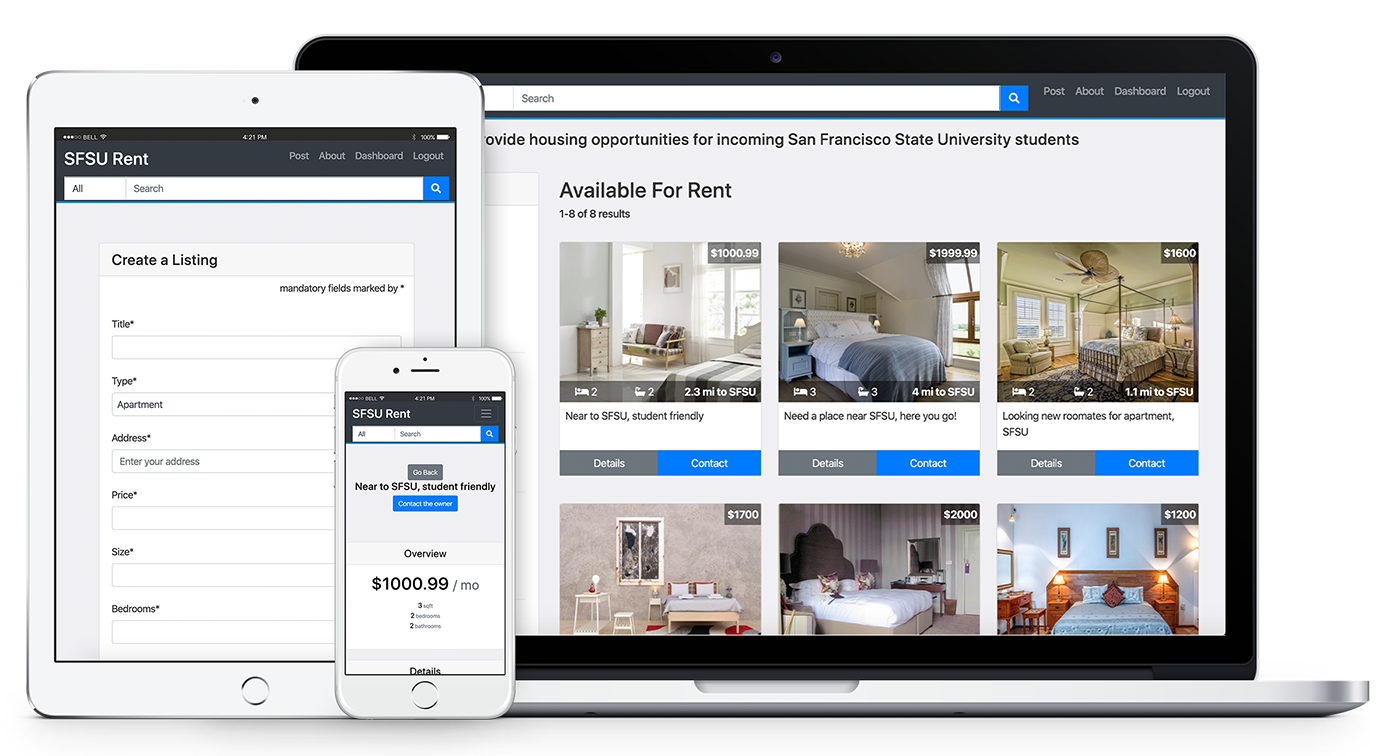 ●●●○○ BELL
4:21 PM
100%
SFSU Rent
Post About Dashboard Logout
All Search
Create a Listing
mandatory fields marked by *
Title*
Type*
Apartment
Address*
Enter your address
Price*
Size*
Bedrooms*
●●●○○ BELL
4:21 PM
100%
SFSU Rent
All Search
Go Back
Near to SFSU, student friendly
Contact the owner
Overview
$1000.99 / mo
3 sqft
2 bedrooms
2 bathrooms
Details
Search
Post About Dashboard Logout
housing opportunities for incoming San Francisco State University students
Available For Rent
1-8 of 8 results
$1000.99
2 2 2.3 mi to SFSU
Near to SFSU, student friendly
Details Contact
$1999.99
3 3 4 mi to SFSU
Need a place near SFSU, here you go!
Details Contact
$1600
2 2 1.1 mi to SFSU
Looking new roomates for apartment,
SFSU
Details Contact
$1700
$2000
$1200